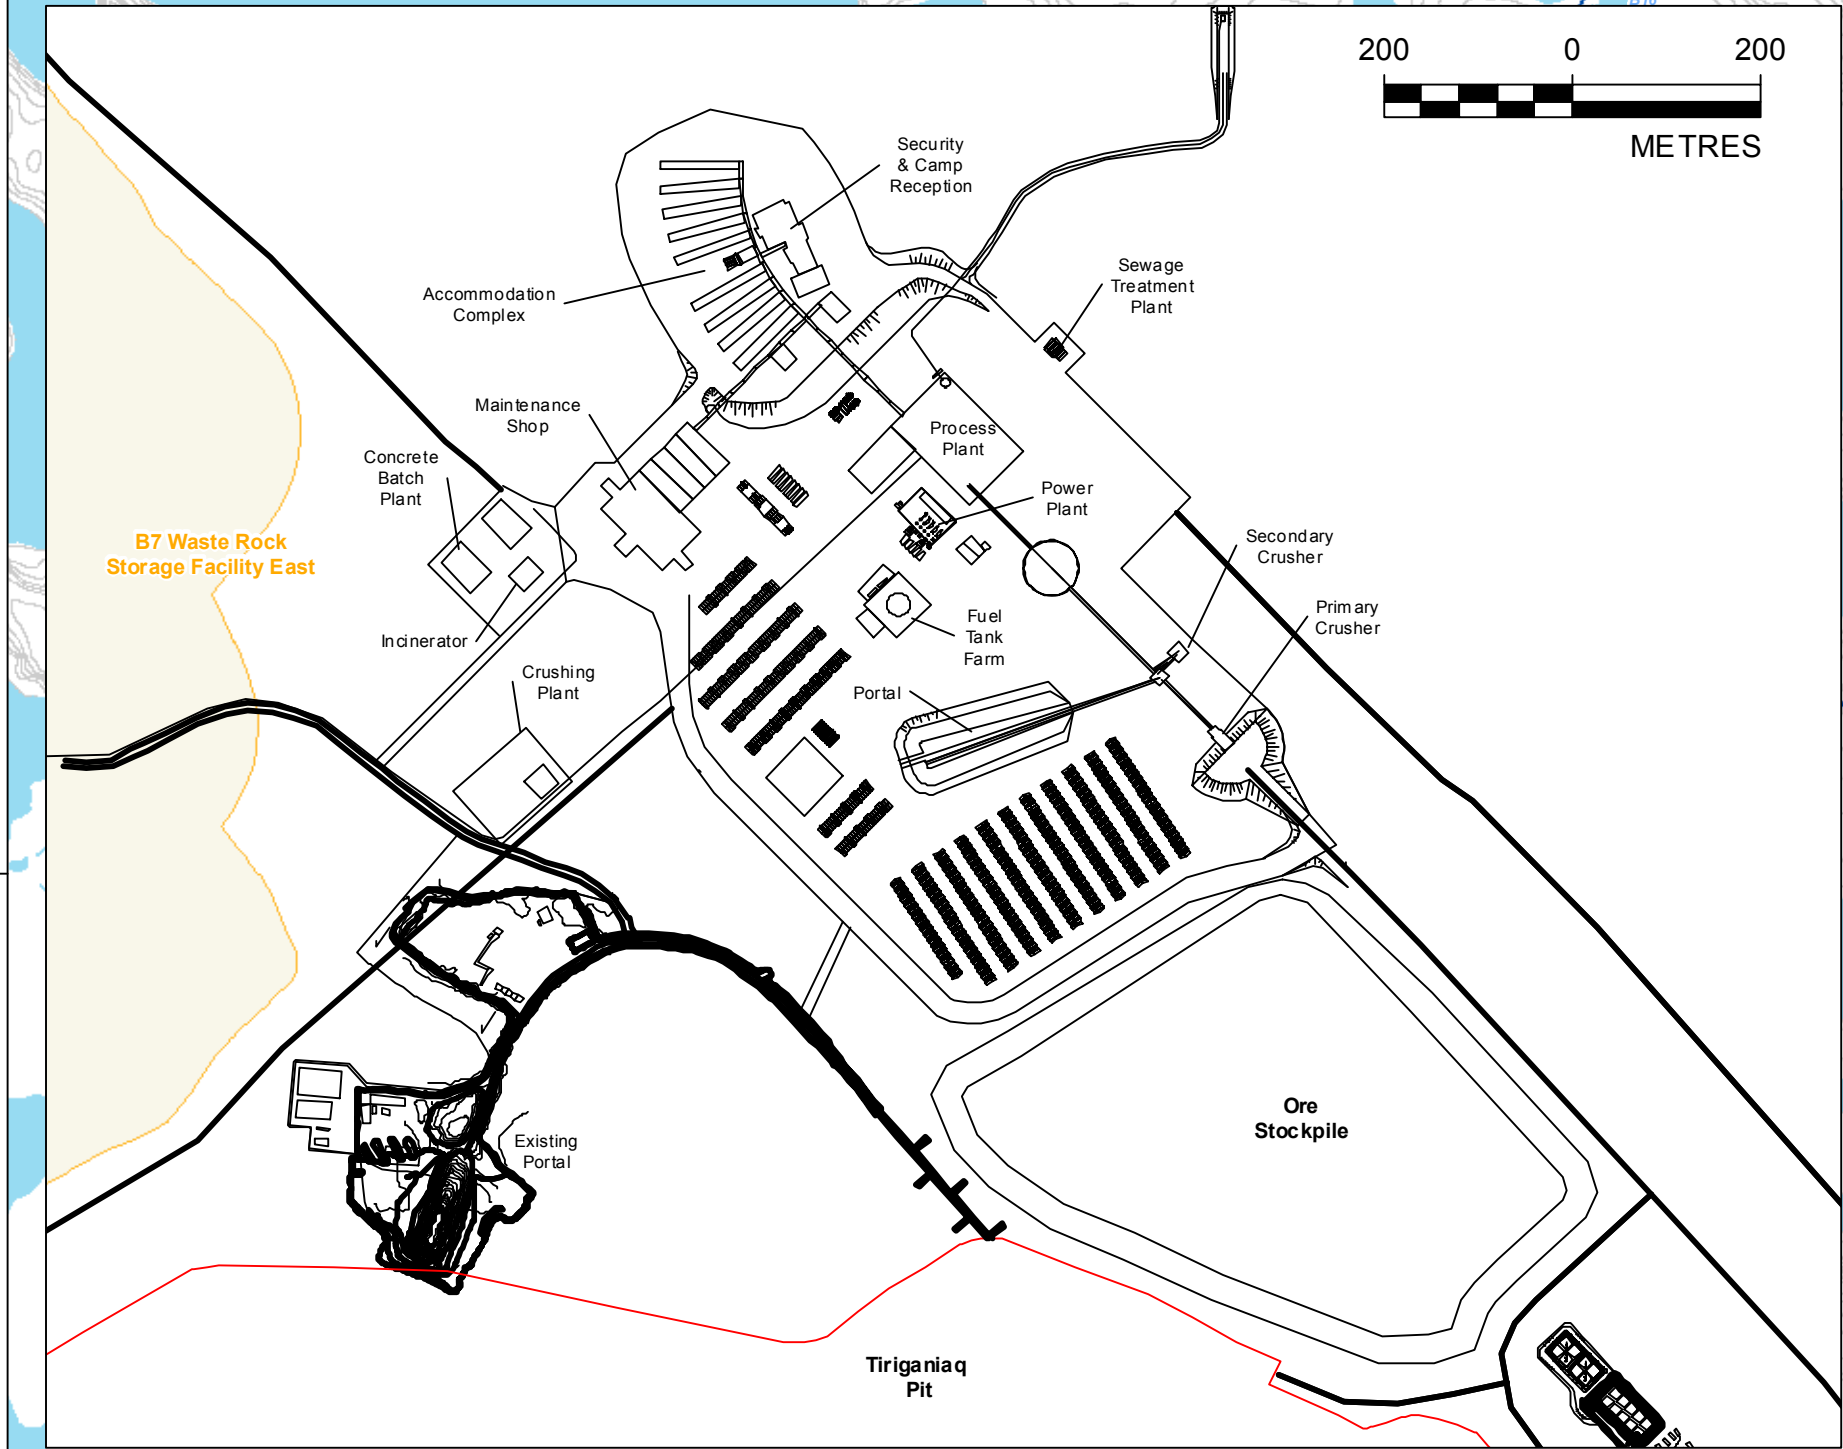 200 0 200
METRES
Security
& Camp
Reception
Sewage
Treatment
Plant
Accommodation
Complex
Maintenance
Shop
Concrete
Batch
Plant
Process
Plant
Power
Plant
B7 Waste Rock
Storage Facility East
Secondary
Crusher
Primary
Crusher
Incinerator
Fuel
Tank
Farm
Crushing
Plant
Portal
Existing
Portal
Ore
Stockpile
Tiriganiaq
Pit